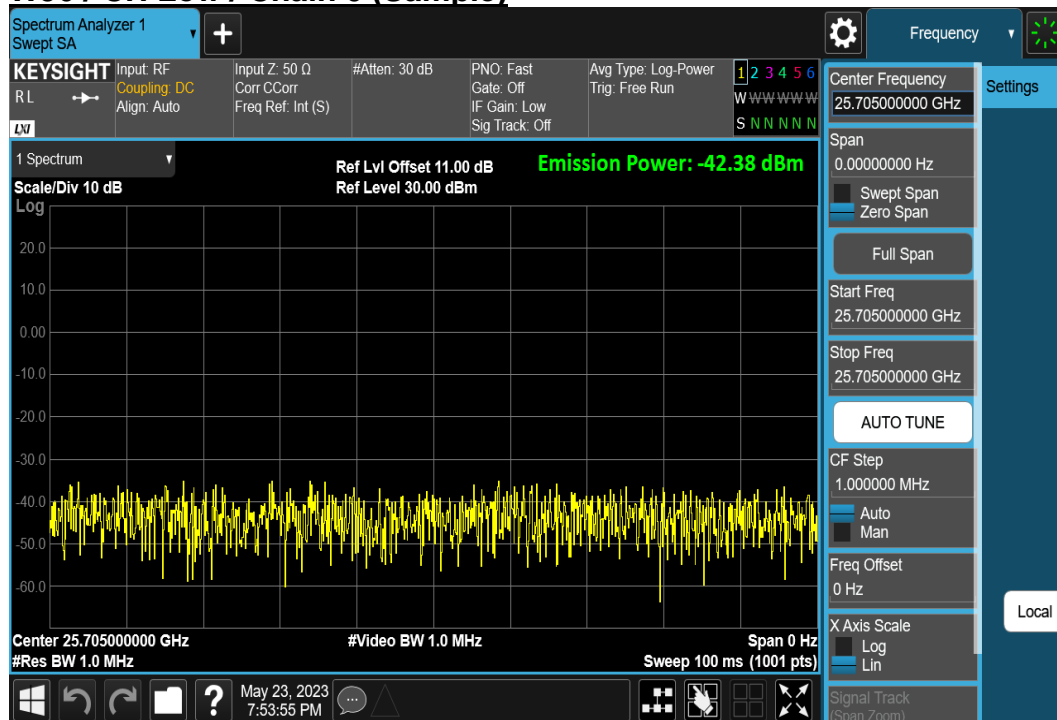 Spectrum Analyzer 1
Swept SA
Frequency
KEYSIGHT
R L
LXI
Input: RF
Coupling: DC
Align: Auto
Input Z: 50 Ω
Corr CCorr
Freq Ref: Int (S)
#Atten: 30 dB
PNO: Fast
Gate: Off
IF Gain: Low
Sig Track: Off
Avg Type: Log-Power
Trig: Free Run
1 2 3 4 5 6
W W W W W W
S N N N N N
1 Spectrum
Scale/Div 10 dB
Log
Ref Lvl Offset 11.00 dB
Ref Level 30.00 dBm
Emission Power: -42.38 dBm
20.0
10.0
0.00
-10.0
-20.0
-30.0
-40.0
-50.0
-60.0
Center 25.705000000 GHz
#Res BW 1.0 MHz
#Video BW 1.0 MHz
Span 0 Hz
Sweep 100 ms (1001 pts)
May 23, 2023
7:53:55 PM
Center Frequency
25.705000000 GHz
Span
0.00000000 Hz
Swept Span
Zero Span
Full Span
Start Freq
25.705000000 GHz
Stop Freq
25.705000000 GHz
AUTO TUNE
CF Step
1.000000 MHz
Auto
Man
Freq Offset
0 Hz
X Axis Scale
Log
Lin
Signal Track
(Span Zoom)
Settings
Local